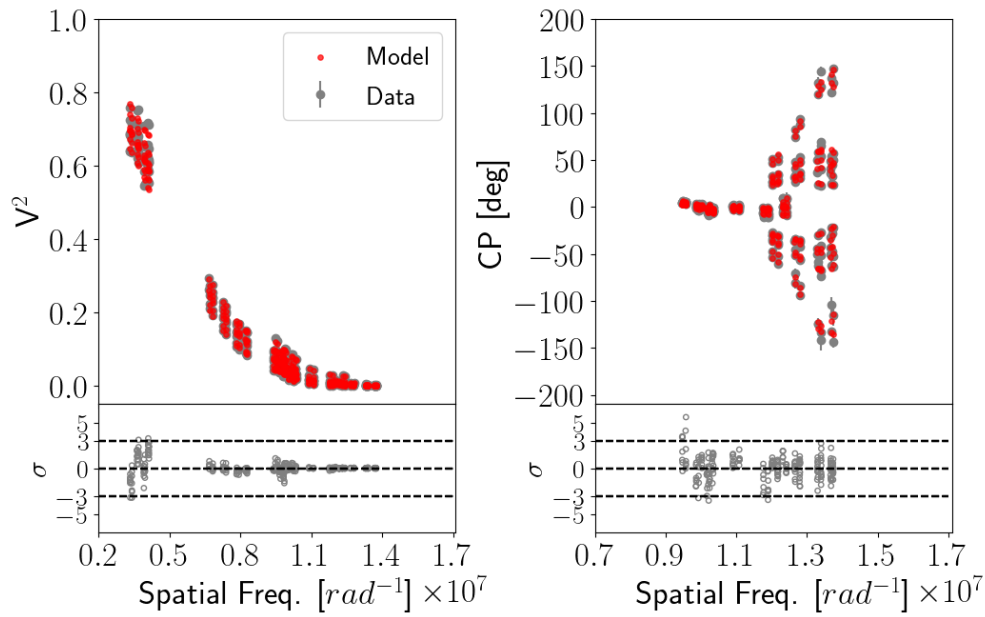 1.0
0.8
0.6
0.4
0.2
0.0
V²
Model
Data
5
3
0
−3
−5
σ
0.2 0.5 0.8 1.1 1.4 1.7
Spatial Freq. [rad⁻¹] ×10⁷
200
150
100
50
0
−50
−100
−150
−200
CP [deg]
5
3
0
−3
−5
σ
0.7 0.9 1.1 1.3 1.5 1.7
Spatial Freq. [rad⁻¹] ×10⁷